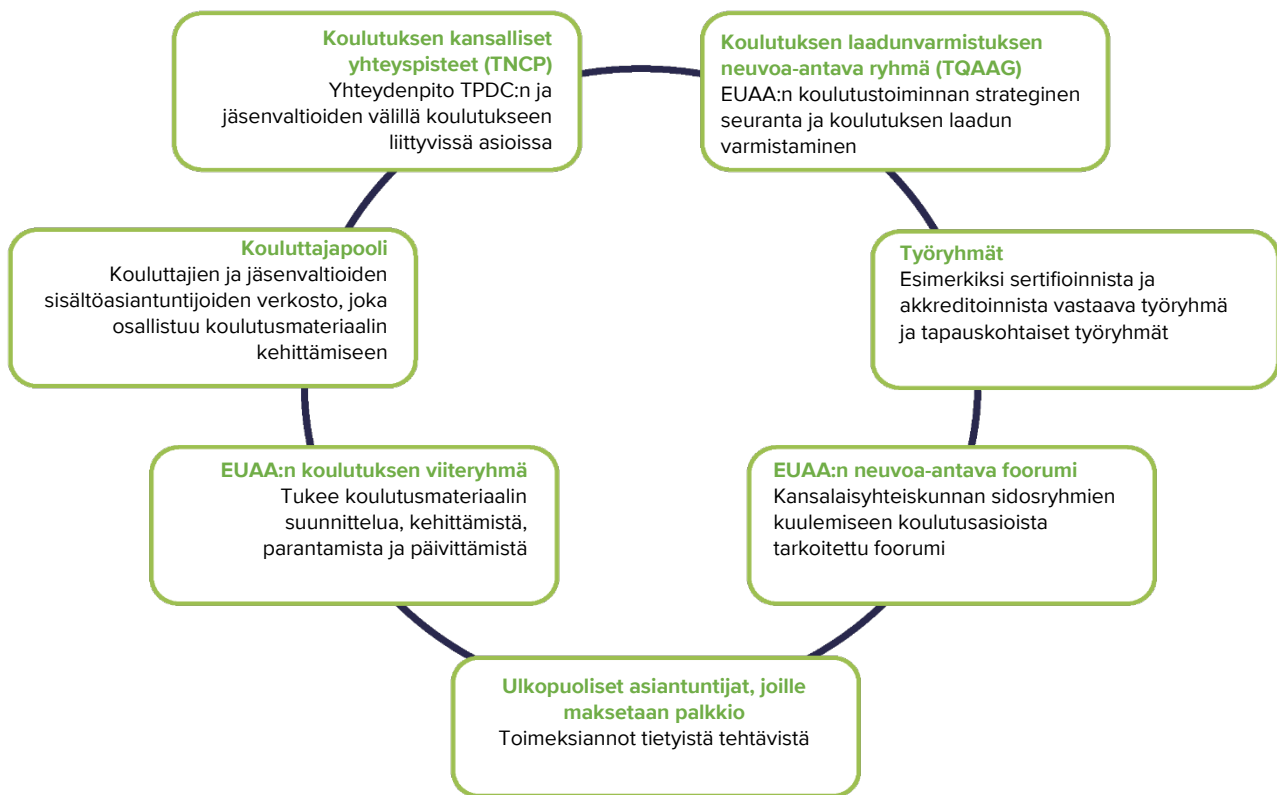 Koulutuksen kansalliset
yhteyspisteet (TNCP)
Yhteydenpito TPDC:n ja
jäsenvaltioiden välillä koulutukseen
liittyvissä asioissa
Koulutuksen laadunvarmistuksen
neuvoa-antava ryhmä (TQAAG)
EUAA:n koulutustoiminnan strateginen
seuranta ja koulutuksen laadun
varmistaminen
Kouluttajapooli
Kouluttajien ja jäsenvaltioiden
sisältöasiantuntijoiden verkosto, joka
osallistuu koulutusmateriaalin
kehittämiseen
Työryhmät
Esimerkiksi sertifioinnista ja
akkreditoinnista vastaava työryhmä
ja tapauskohtaiset työryhmät
EUAA:n koulutuksen viiteryhmä
Tukee koulutusmateriaalin
suunnittelua, kehittämistä,
parantamista ja päivittämistä
EUAA:n neuvoa-antava foorumi
Kansalaisyhteiskunnan sidosryhmien
kuulemiseen koulutusasioista
tarkoitettu foorumi
Ulkopuoliset asiantuntijat, joille
maksetaan palkkio
Toimeksiannot tietyistä tehtävistä